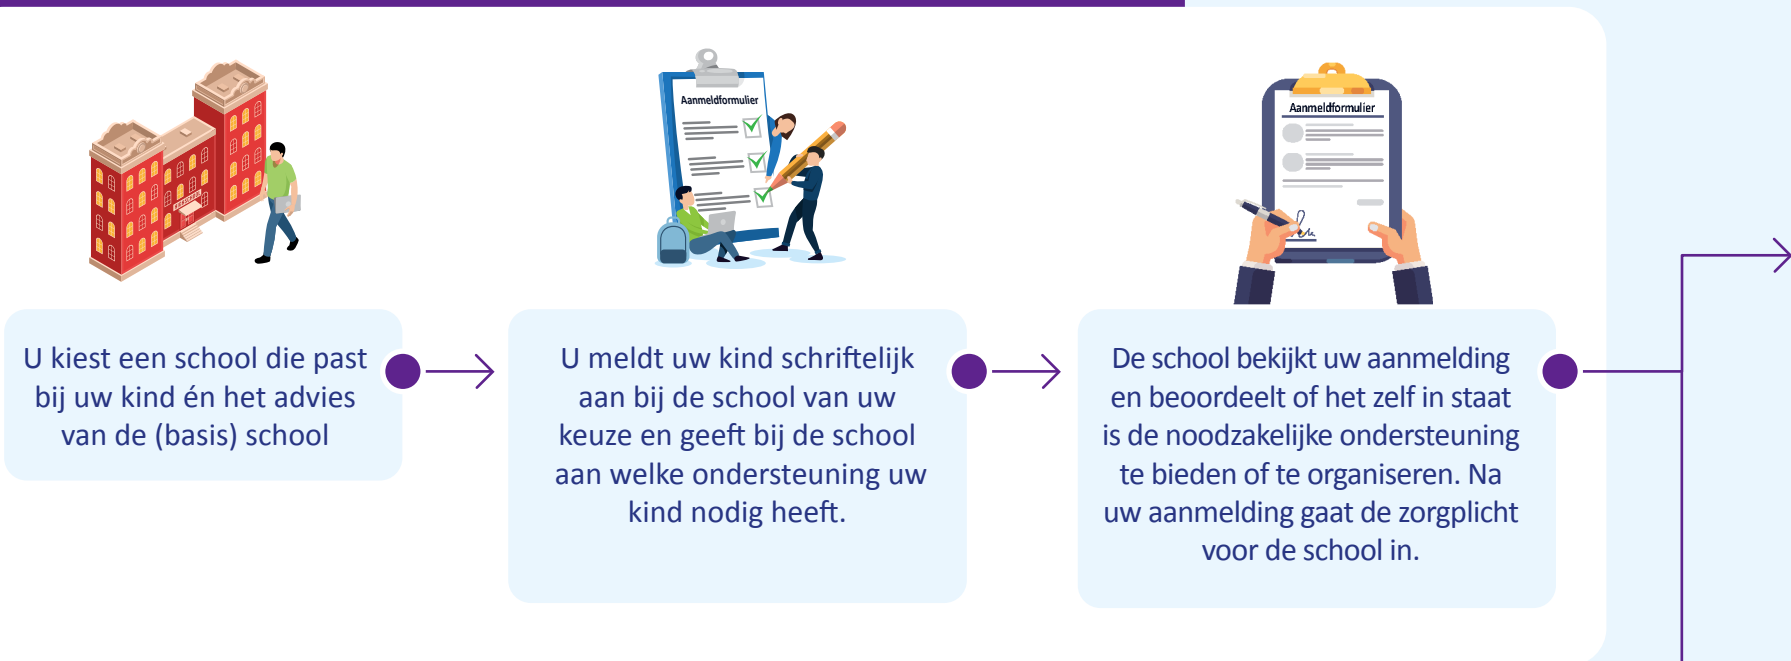 Aanmeldformulier
Aanmeldformulier
U kiest een school die past
bij uw kind én het advies
van de (basis) school
U meldt uw kind schriftelijk
aan bij de school van uw
keuze en geeft bij de school
aan welke ondersteuning uw
kind nodig heeft.
De school bekijkt uw aanmelding
en beoordeelt of het zelf in staat
is de noodzakelijke ondersteuning
te bieden of te organiseren. Na
uw aanmelding gaat de zorgplicht
voor de school in.